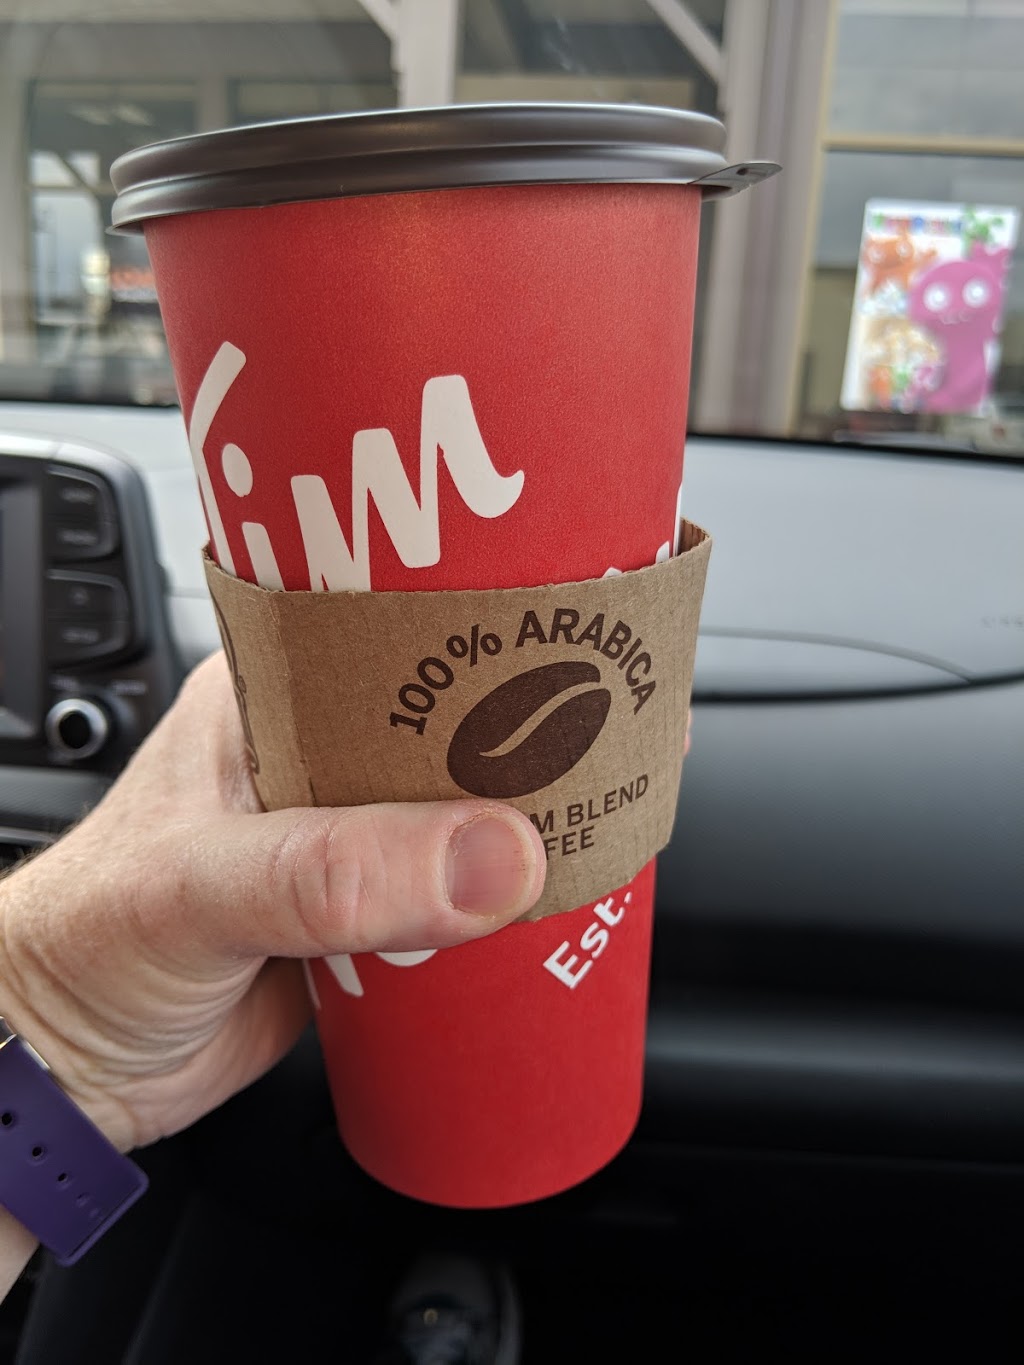 Tim
100% ARABICA
M BLEND
FEE
Est.